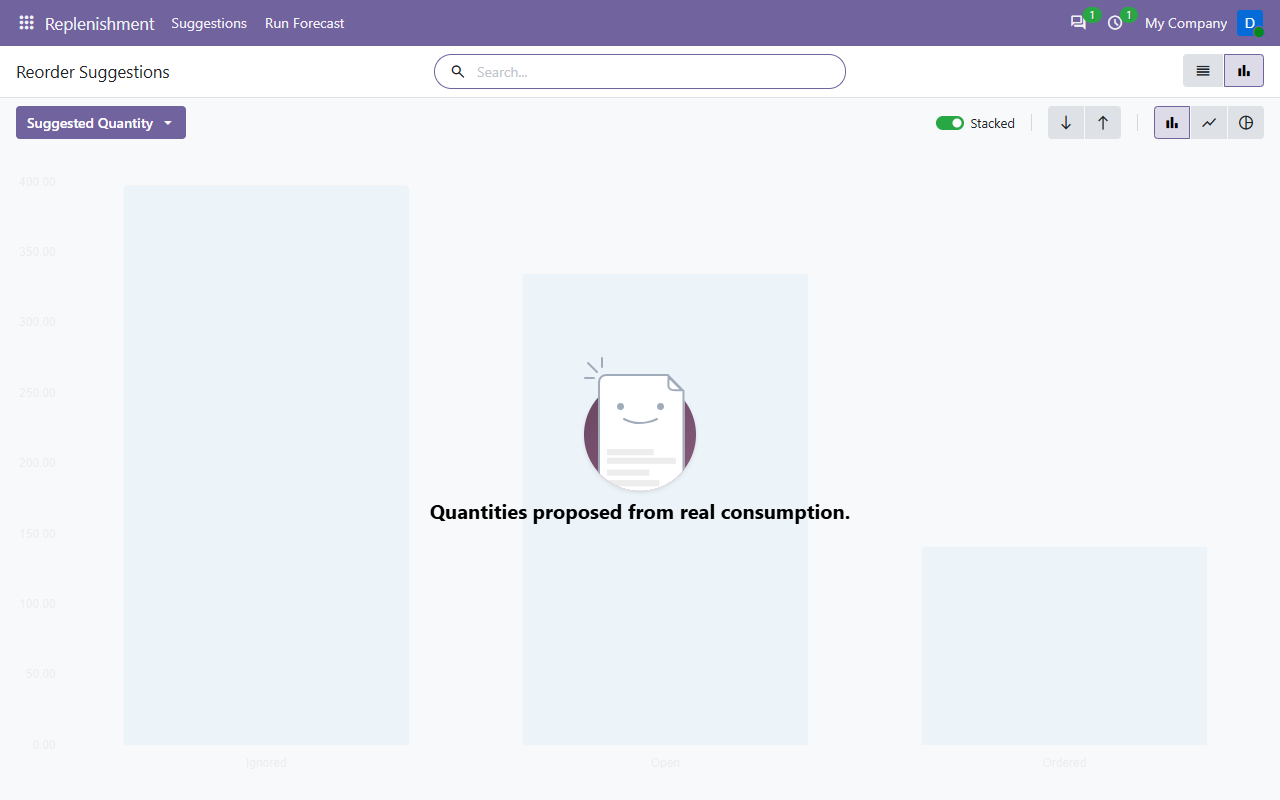 Replenishment
Suggestions
Run Forecast
1
1
My Company
D
Reorder Suggestions
Search...
Suggested Quantity
Stacked
400.00
350.00
300.00
250.00
200.00
150.00
100.00
50.00
0.00
Quantities proposed from real consumption.
Ignored
Open
Ordered